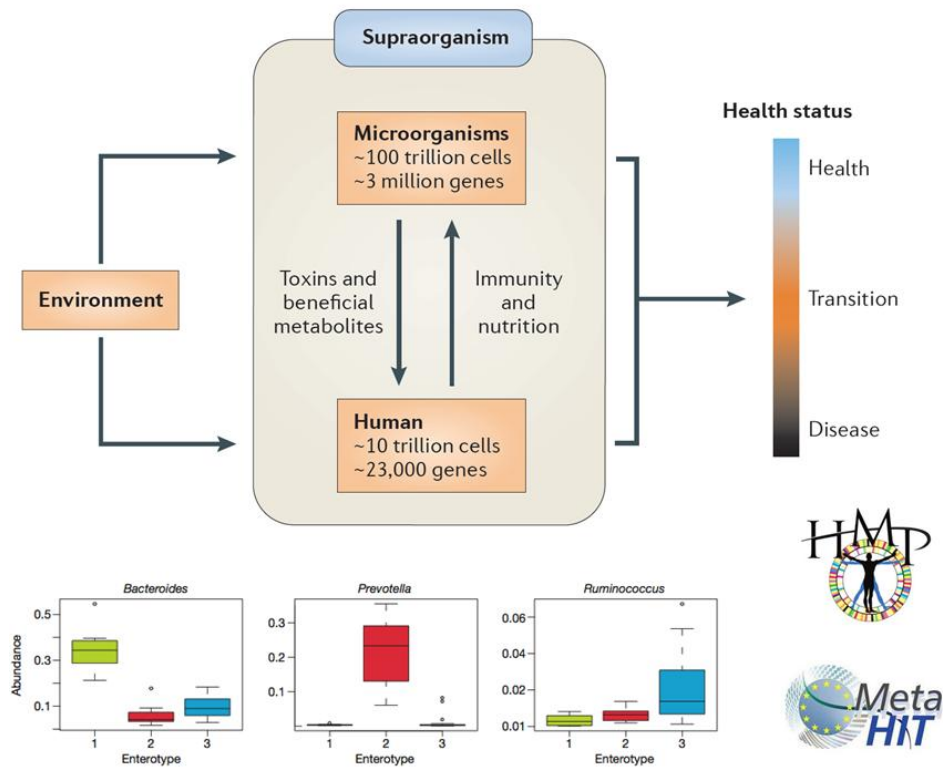 Supraorganism
Microorganisms
~100 trillion cells
~3 million genes
Environment
Toxins and
beneficial
metabolites
Immunity
and
nutrition
Human
~10 trillion cells
~23,000 genes
Health status
Health
Transition
Disease
HMP
Bacteroides
Abundance
0.5
0.3
0.1
1 2 3
Enterotype
Prevotella
0.3
0.2
0.1
1 2 3
Enterotype
Ruminococcus
0.06
0.04
0.02
0.01
1 2 3
Enterotype
Meta
HIT